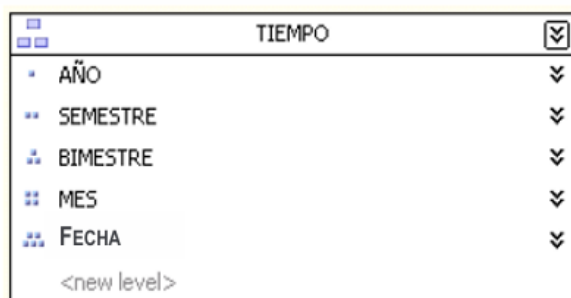 TIEMPO
AÑO
SEMESTRE
BIMESTRE
MES
FECHA
<new level>